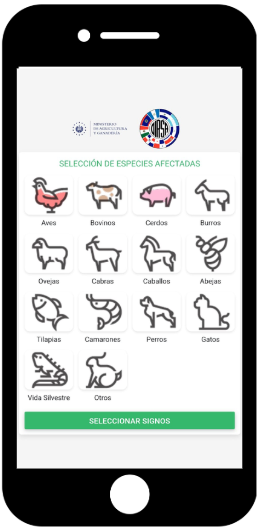 MINISTERIO
DE AGRICULTURA
Y GANADERÍA
OIRSA
SELECCIÓN DE ESPECIES AFECTADAS
Aves Bovinos Cerdos Burros
Ovejas Cabras Caballos Abejas
Tilapias Camarones Perros Gatos
Vida Silvestre Otros
SELECCIONAR SIGNOS